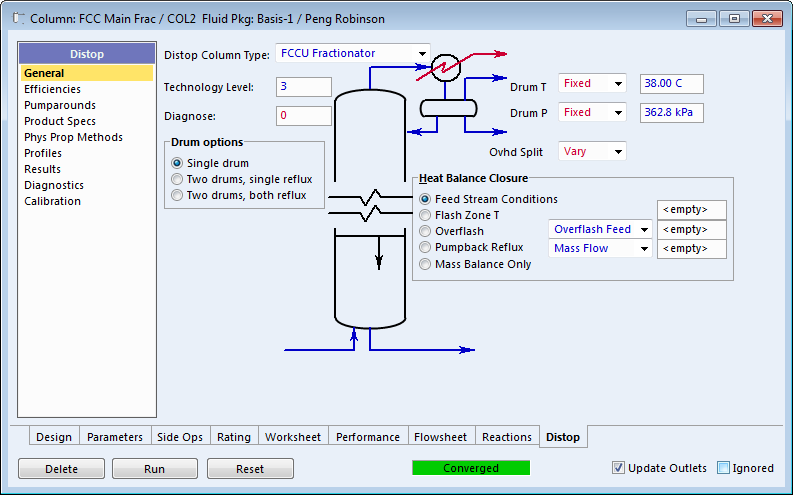 Column: FCC Main Frac / COL2 Fluid Pkg: Basis-1 / Peng Robinson
Distop
General
Efficiencies
Pumparounds
Product Specs
Phys Prop Methods
Profiles
Results
Diagnostics
Calibration
Distop Column Type: FCCU Fractionator
Technology Level: 3
Diagnose: 0
Drum options
Single drum
Two drums, single reflux
Two drums, both reflux
Drum T Fixed 38.00 C
Drum P Fixed 362.8 kPa
Ovhd Split Vary
Heat Balance Closure
Feed Stream Conditions
Flash Zone T <empty>
Overflash Overflash Feed <empty>
Pumpback Reflux Mass Flow <empty>
Mass Balance Only
Design Parameters Side Ops Rating Worksheet Performance Flowsheet Reactions Distop
Delete Run Reset Converged Update Outlets Ignored